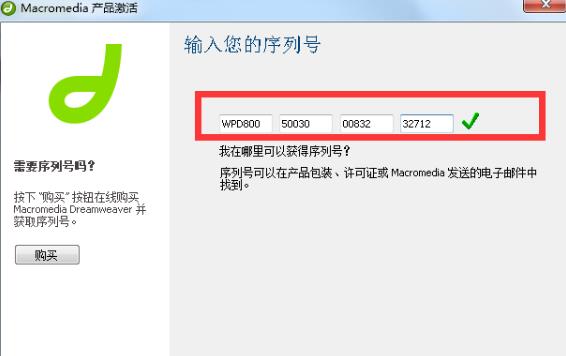 Macromedia 产品激活
输入您的序列号
WPD800 50030 00832 32712
我在哪里可以获得序列号？
序列号可以在产品包装、许可证或 Macromedia 发送的电子邮件中
找到。
需要序列号吗？
按下“购买”按钮在线购买
Macromedia Dreamweaver 并
获取序列号。
购买